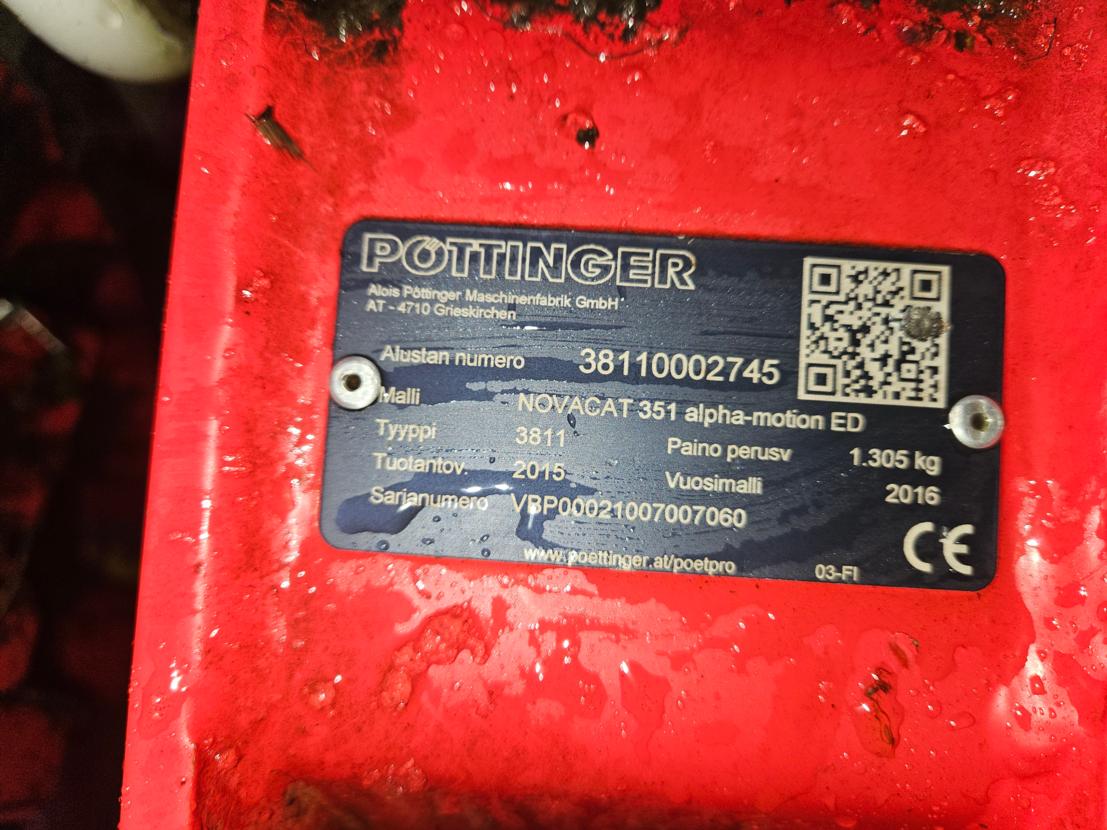 PÖTTINGER
Alois Pöttinger Maschinenfabrik GmbH
AT - 4710 Grieskirchen
Alustan numero 38110002745
Malli NOVACAT 351 alpha-motion ED
Tyyppi 3811 Paino perusv 1.305 kg
Tuotantov. 2015 Vuosimalli 2016
Sarjanumero VBP00021007007060
www.poettinger.at/poetpro 03-FI CE